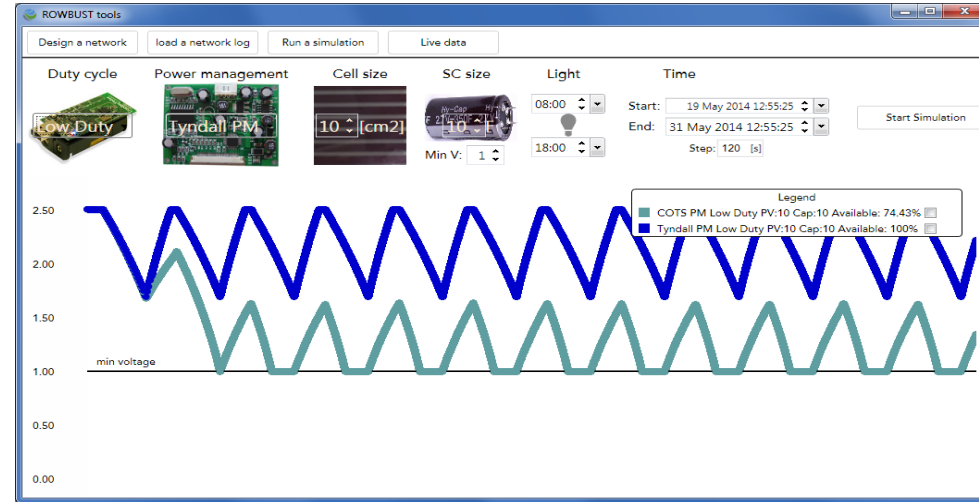 ROWBUST tools
Design a network
load a network log
Run a simulation
Live data
Duty cycle
Power management
Cell size
SC size
Light
Time
Low Duty
Tyndall PM
10 [cm2]
Hy-Cap
10
Min V: 1
08:00
18:00
Start: 19 May 2014 12:55:25
End: 31 May 2014 12:55:25
Step: 120 [s]
Start Simulation
Legend
COTS PM Low Duty PV:10 Cap:10 Available: 74.43%
Tyndall PM Low Duty PV:10 Cap:10 Available: 100%
2.50
2.00
1.50
min voltage
1.00
0.50
0.00